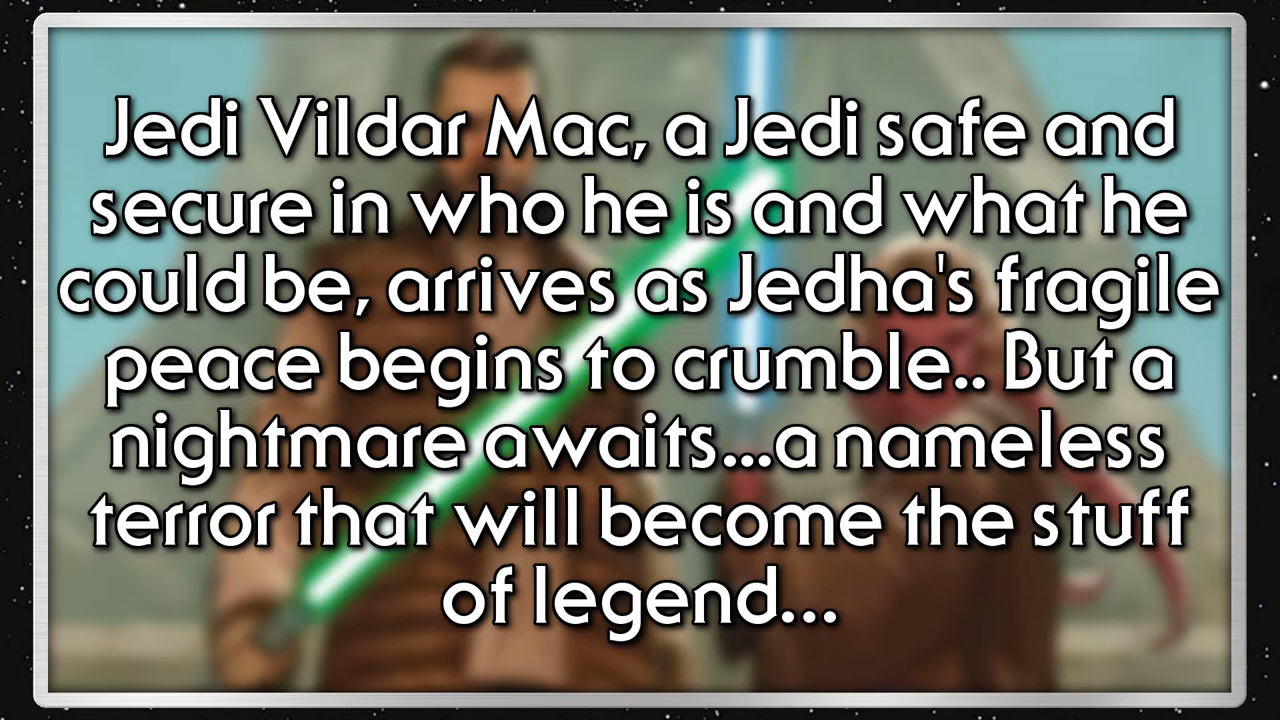 Jedi Vildar Mac, a Jedi safe and
secure in who he is and what he
could be, arrives as Jedha's fragile
peace begins to crumble.. But a
nightmare awaits...a nameless
terror that will become the stuff
of legend...